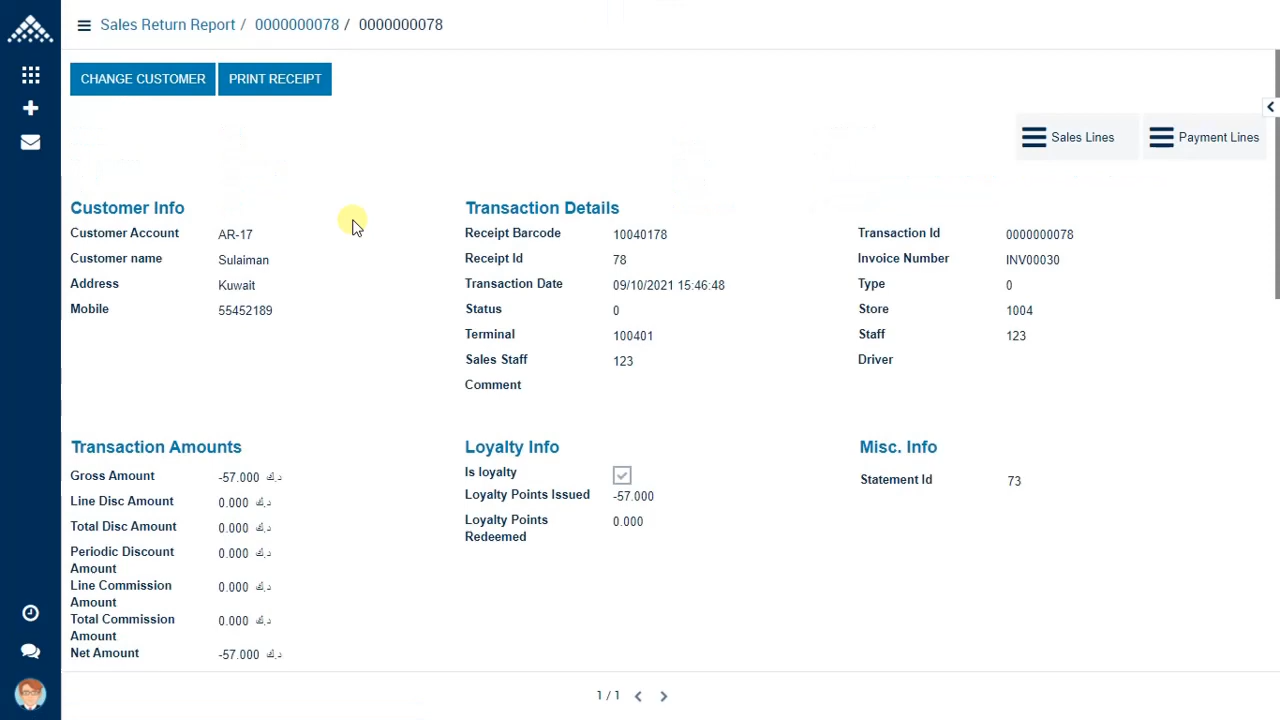 Sales Return Report / 0000000078 / 0000000078
CHANGE CUSTOMER PRINT RECEIPT
Sales Lines Payment Lines
Customer Info
Customer Account AR-17
Customer name Sulaiman
Address Kuwait
Mobile 55452189
Transaction Details
Receipt Barcode 10040178
Receipt Id 78
Transaction Date 09/10/2021 15:46:48
Status 0
Terminal 100401
Sales Staff 123
Comment
Transaction Id 0000000078
Invoice Number INV00030
Type 0
Store 1004
Staff 123
Driver
Transaction Amounts
Gross Amount -57.000 د.ك
Line Disc Amount 0.000 د.ك
Total Disc Amount 0.000 د.ك
Periodic Discount 0.000 د.ك
Amount
Line Commission 0.000 د.ك
Amount
Total Commission 0.000 د.ك
Amount
Net Amount -57.000 د.ك
Loyalty Info
Is loyalty
Loyalty Points Issued -57.000
Loyalty Points 0.000
Redeemed
Misc. Info
Statement Id 73
1 / 1